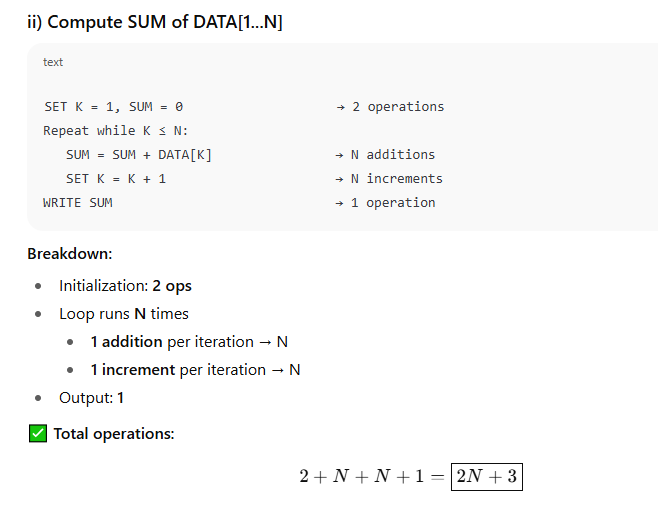 ii) Compute SUM of DATA[1...N]
text
SET K = 1, SUM = 0 → 2 operations
Repeat while K ≤ N:
SUM = SUM + DATA[K] → N additions
SET K = K + 1 → N increments
WRITE SUM → 1 operation
Breakdown:
• Initialization: 2 ops
• Loop runs N times
• 1 addition per iteration → N
• 1 increment per iteration → N
• Output: 1
✅ Total operations:
2 + N + N + 1 = 2N + 3